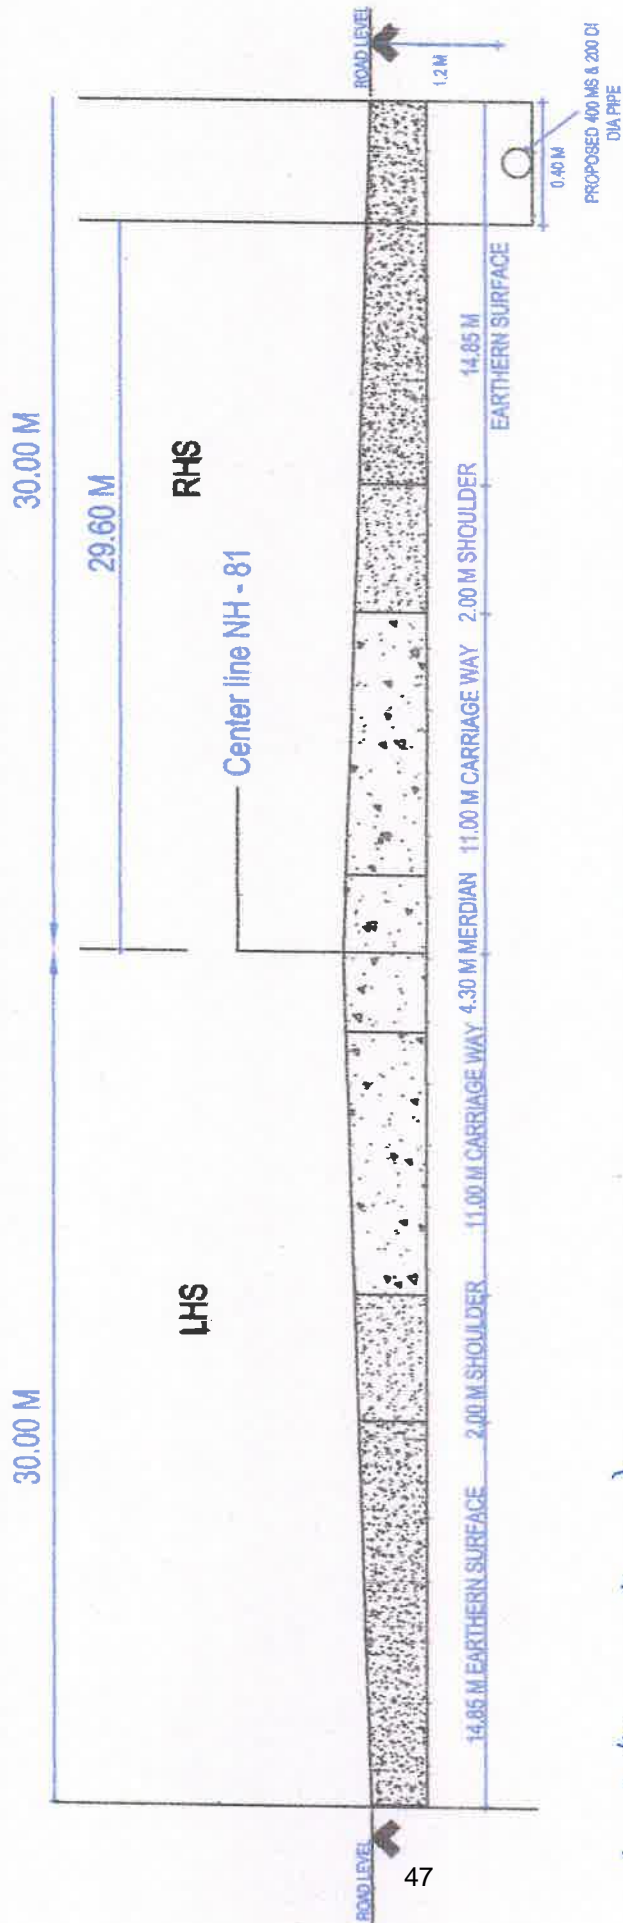 30.00 M
30.00 M
29.60 M
LHS
RHS
Center line NH - 81
ROAD LEVEL
ROAD LEVEL
1.2 M
14.85 M EARTHERN SURFACE
2.00 M SHOULDER
11.00 M CARRIAGE WAY
4.30 M MERDIAN
11.00 M CARRIAGE WAY
2.00 M SHOULDER
14.85 M
EARTHERN SURFACE
0.40 M
PROPOSED 400 MS & 200 DI
DIA PIPE
47